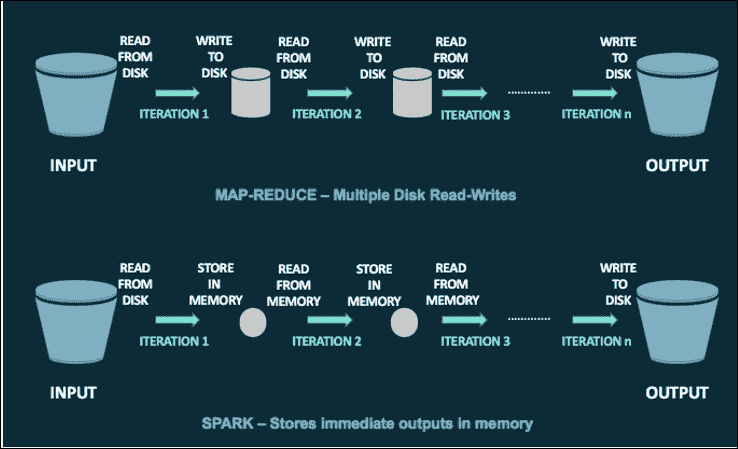 READ
FROM
DISK
WRITE
TO
DISK
READ
FROM
DISK
WRITE
TO
DISK
READ
FROM
DISK
WRITE
TO
DISK
ITERATION 1
ITERATION 2
ITERATION 3
............
ITERATION n
INPUT
OUTPUT
MAP-REDUCE – Multiple Disk Read-Writes
READ
FROM
DISK
STORE
IN
MEMORY
READ
FROM
MEMORY
STORE
IN
MEMORY
READ
FROM
MEMORY
WRITE
TO
DISK
ITERATION 1
ITERATION 2
ITERATION 3
............
ITERATION n
INPUT
OUTPUT
SPARK – Stores immediate outputs in memory